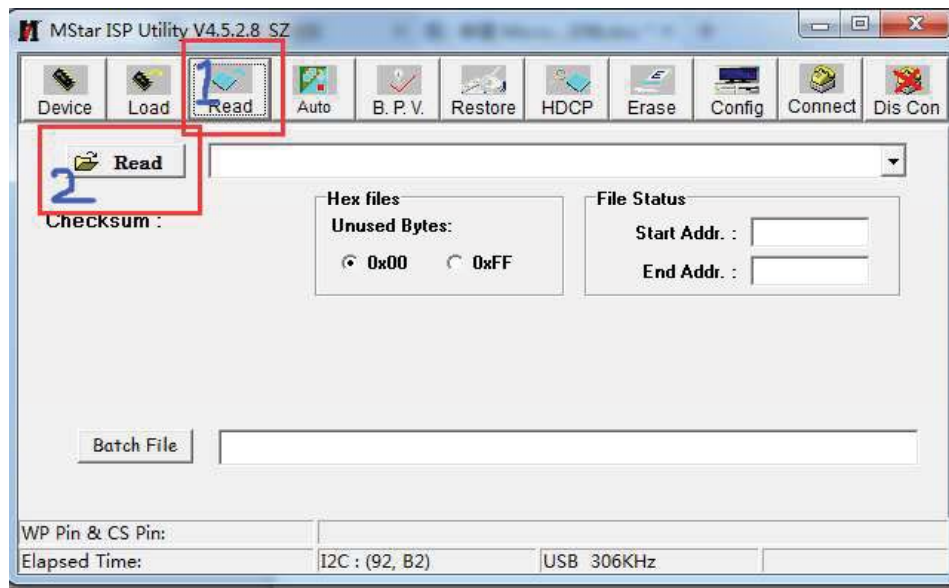 MStar ISP Utility V4.5.2.8 SZ
Device Load Read Auto B. P. V. Restore HDCP Erase Config Connect Dis Con
1
Read
2
Checksum :
Hex files
Unused Bytes:
0x00 0xFF
File Status
Start Addr. :
End Addr. :
Batch File
WP Pin & CS Pin:
Elapsed Time: I2C : (92, B2) USB 306KHz